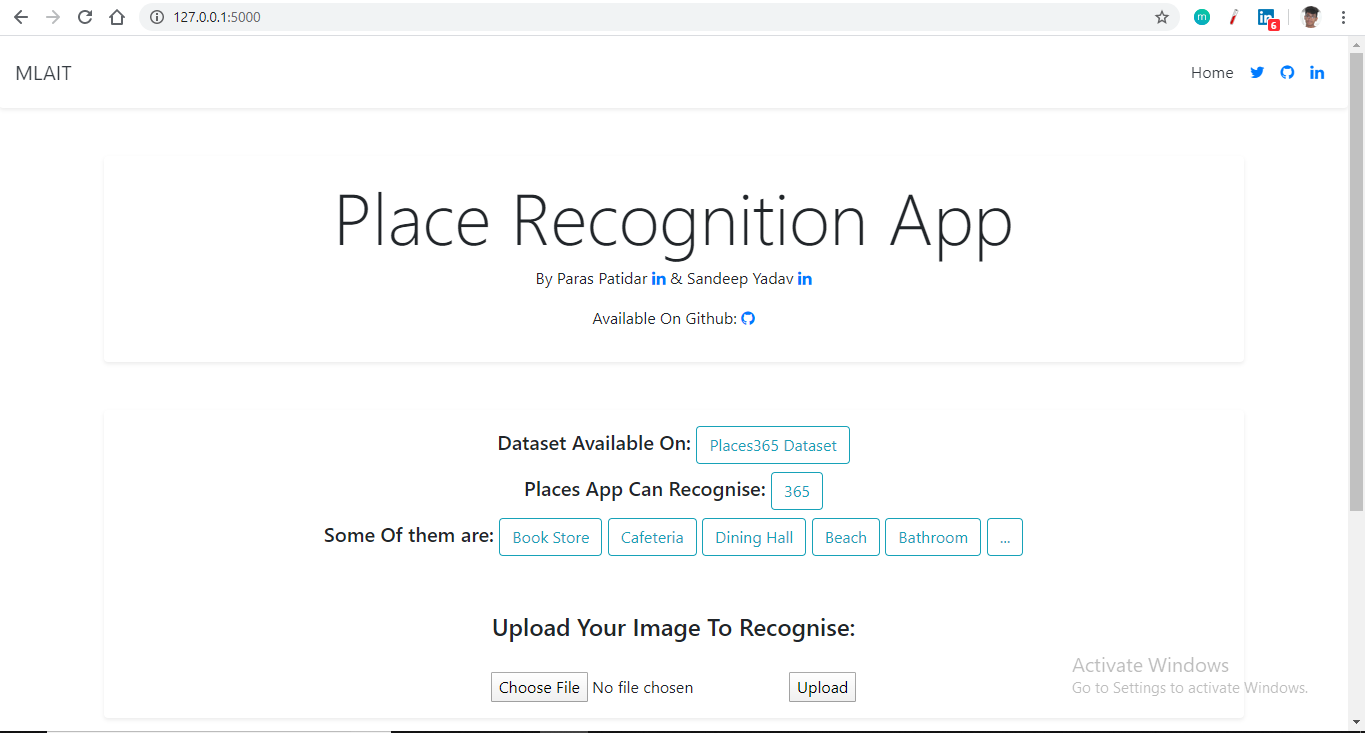 127.0.0.1:5000
m
in
6
MLAIT
Home in
Place Recognition App
By Paras Patidar in & Sandeep Yadav in
Available On Github:
Dataset Available On: Places365 Dataset
Places App Can Recognise: 365
Some Of them are: Book Store Cafeteria Dining Hall Beach Bathroom ...
Upload Your Image To Recognise:
Choose File No file chosen Upload
Activate Windows
Go to Settings to activate Windows.